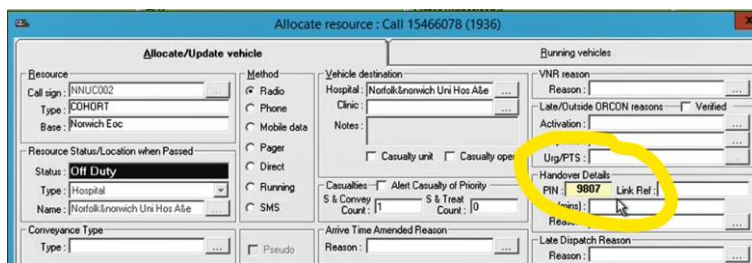 Allocate resource : Call 15466078 (1936)
Allocate/Update vehicle
Running vehicles
Resource
Call sign : NNUC002 ...
Type : COHORT
Base : Norwich Eoc
Resource Status/Location when Passed
Status : Off Duty
Type : Hospital
Name : Norfolk&norwich Uni Hos A&e ...
Conveyance Type
Type : ...
Method
Radio
Phone
Mobile data
Pager
Direct
Running
SMS
Pseudo
Vehicle destination
Hospital : Norfolk&norwich Uni Hos A&e ...
Clinic : ...
Notes :
Casualty unit Casualty oper
Casualties Alert Casualty of Priority
S & Convey Count : 1 S & Treat Count : 0
Arrive Time Amended Reason
Reason : ...
VNR reason
Reason : ...
Late/Outside ORCON reasons Verified
Activation : ...
Urg/PTS : ...
Handover Details
PIN : 9807 Link Ref :
(mins) :
Reason : ...
Late Dispatch Reason
Reason : ...